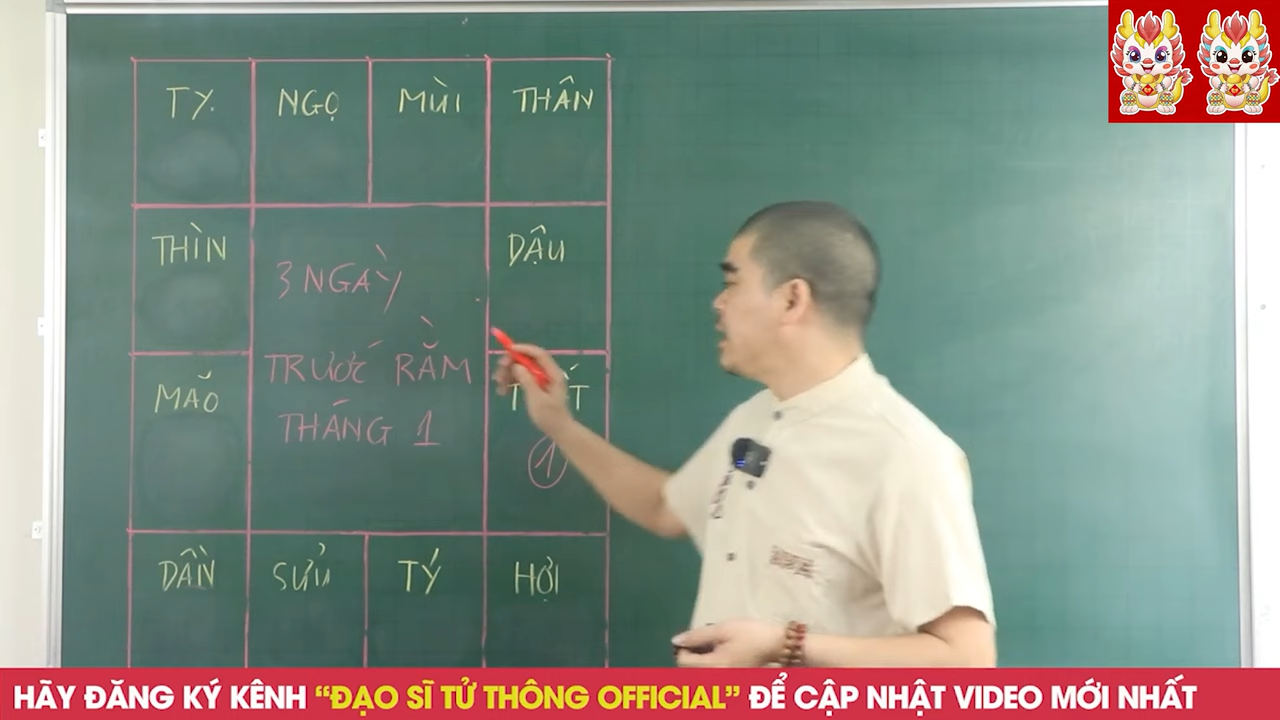 TỴ.
NGỌ
MÙI
THÂN
THÌN
DẬU
3 NGÀY
TRƯỚC RẰM
THÁNG 1
MÃO
1
DẦN
SỬU
TÝ
HỢI
HÃY ĐĂNG KÝ KÊNH “ĐẠO SĨ TỬ THÔNG OFFICIAL” ĐỂ CẬP NHẬT VIDEO MỚI NHẤT